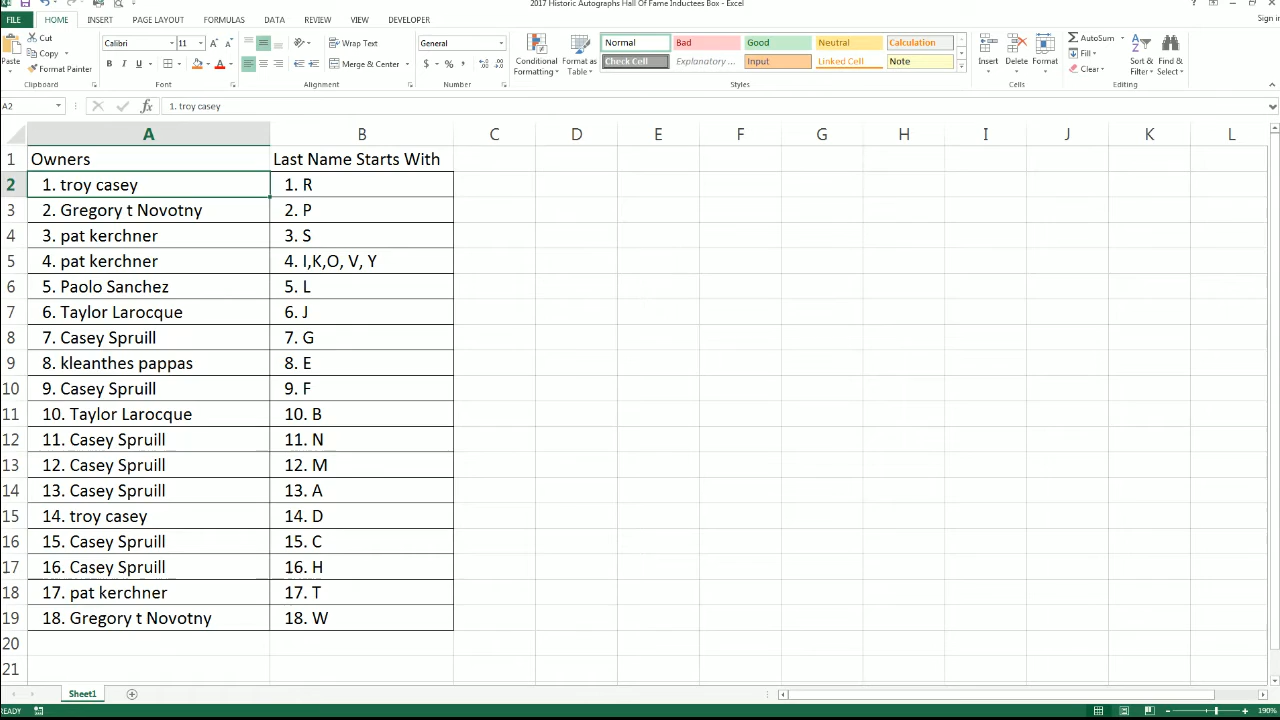 2017 Historic Autographs Hall Of Fame Inductees Box - Excel
FILE HOME INSERT PAGE LAYOUT FORMULAS DATA REVIEW VIEW DEVELOPER
Sign in
Paste
Cut
Copy
Format Painter
Clipboard
Calibri 11
B I U
Font
Wrap Text
Merge & Center
Alignment
General
$ % ,
Number
Conditional Formatting
Format as Table
Normal Bad Good Neutral Calculation
Check Cell Explanatory ... Input Linked Cell Note
Styles
Insert Delete Format
Cells
AutoSum
Fill
Clear
Sort & Filter
Find & Select
Editing
A2 fx 1. troy casey
A B C D E F G H I J K L
1 Owners Last Name Starts With
2 1. troy casey 1. R
3 2. Gregory t Novotny 2. P
4 3. pat kerchner 3. S
5 4. pat kerchner 4. I,K,O, V, Y
6 5. Paolo Sanchez 5. L
7 6. Taylor Larocque 6. J
8 7. Casey Spruill 7. G
9 8. kleanthes pappas 8. E
10 9. Casey Spruill 9. F
11 10. Taylor Larocque 10. B
12 11. Casey Spruill 11. N
13 12. Casey Spruill 12. M
14 13. Casey Spruill 13. A
15 14. troy casey 14. D
16 15. Casey Spruill 15. C
17 16. Casey Spruill 16. H
18 17. pat kerchner 17. T
19 18. Gregory t Novotny 18. W
20
21
Sheet1
READY
190%